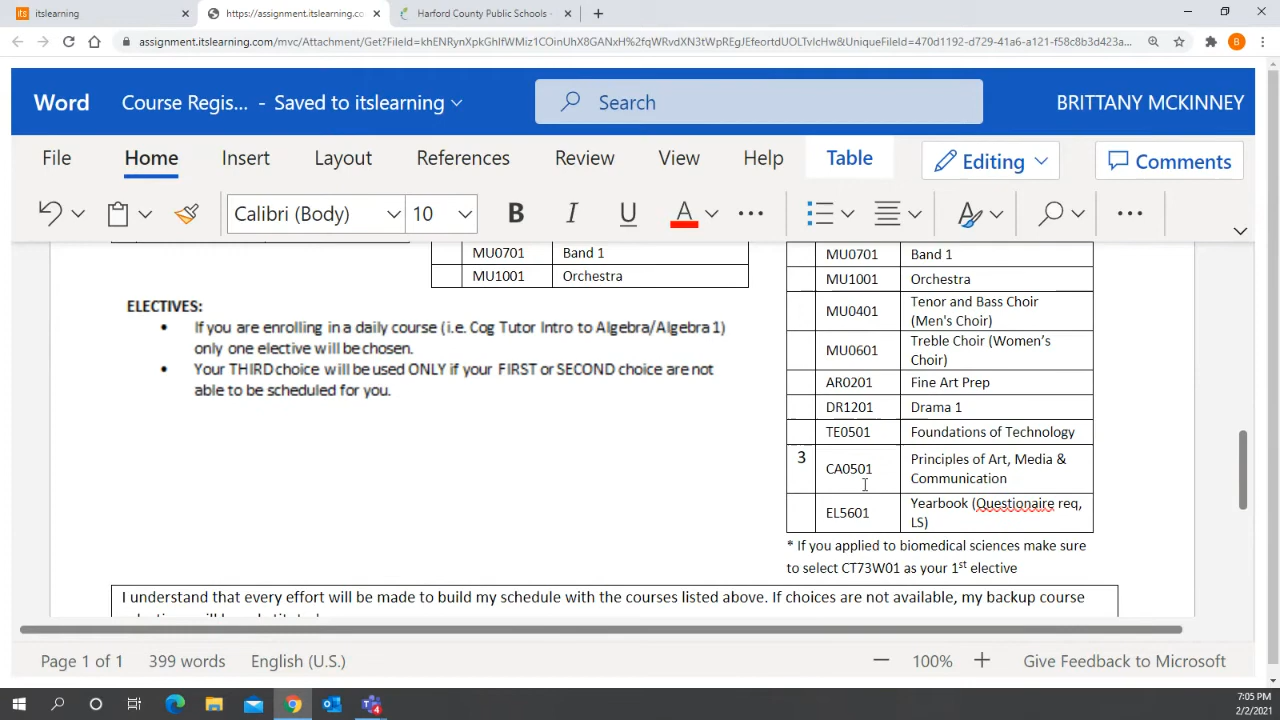 itslearning
https://assignment.itslearning.co
Harford County Public Schools -
assignment.itslearning.com/mvc/Attachment/Get?FileId=khENRynXpkGhIfWMiz1COinUhX8GANxH%2fqWRvdXN3tWpREgJEfeortdUOLTvlcHw&UniqueFileId=470d1192-d729-41a6-a121-f58c8b3d423a...
B
Word
Course Regis... - Saved to itslearning
Search
BRITTANY MCKINNEY
File
Home
Insert
Layout
References
Review
View
Help
Table
Editing
Comments
Calibri (Body)
10
B
I
U
A
MU0701 Band 1
MU1001 Orchestra
ELECTIVES:
• If you are enrolling in a daily course (i.e. Cog Tutor Intro to Algebra/Algebra 1)
only one elective will be chosen.
• Your THIRD choice will be used ONLY if your FIRST or SECOND choice are not
able to be scheduled for you.
MU0701 Band 1
MU1001 Orchestra
MU0401 Tenor and Bass Choir
(Men's Choir)
MU0601 Treble Choir (Women's
Choir)
AR0201 Fine Art Prep
DR1201 Drama 1
TE0501 Foundations of Technology
3 CA0501 Principles of Art, Media &
Communication
EL5601 Yearbook (Questionaire req,
LS)
* If you applied to biomedical sciences make sure
to select CT73W01 as your 1st elective
I understand that every effort will be made to build my schedule with the courses listed above. If choices are not available, my backup course
Page 1 of 1
399 words
English (U.S.)
100%
Give Feedback to Microsoft
7:05 PM
2/2/2021